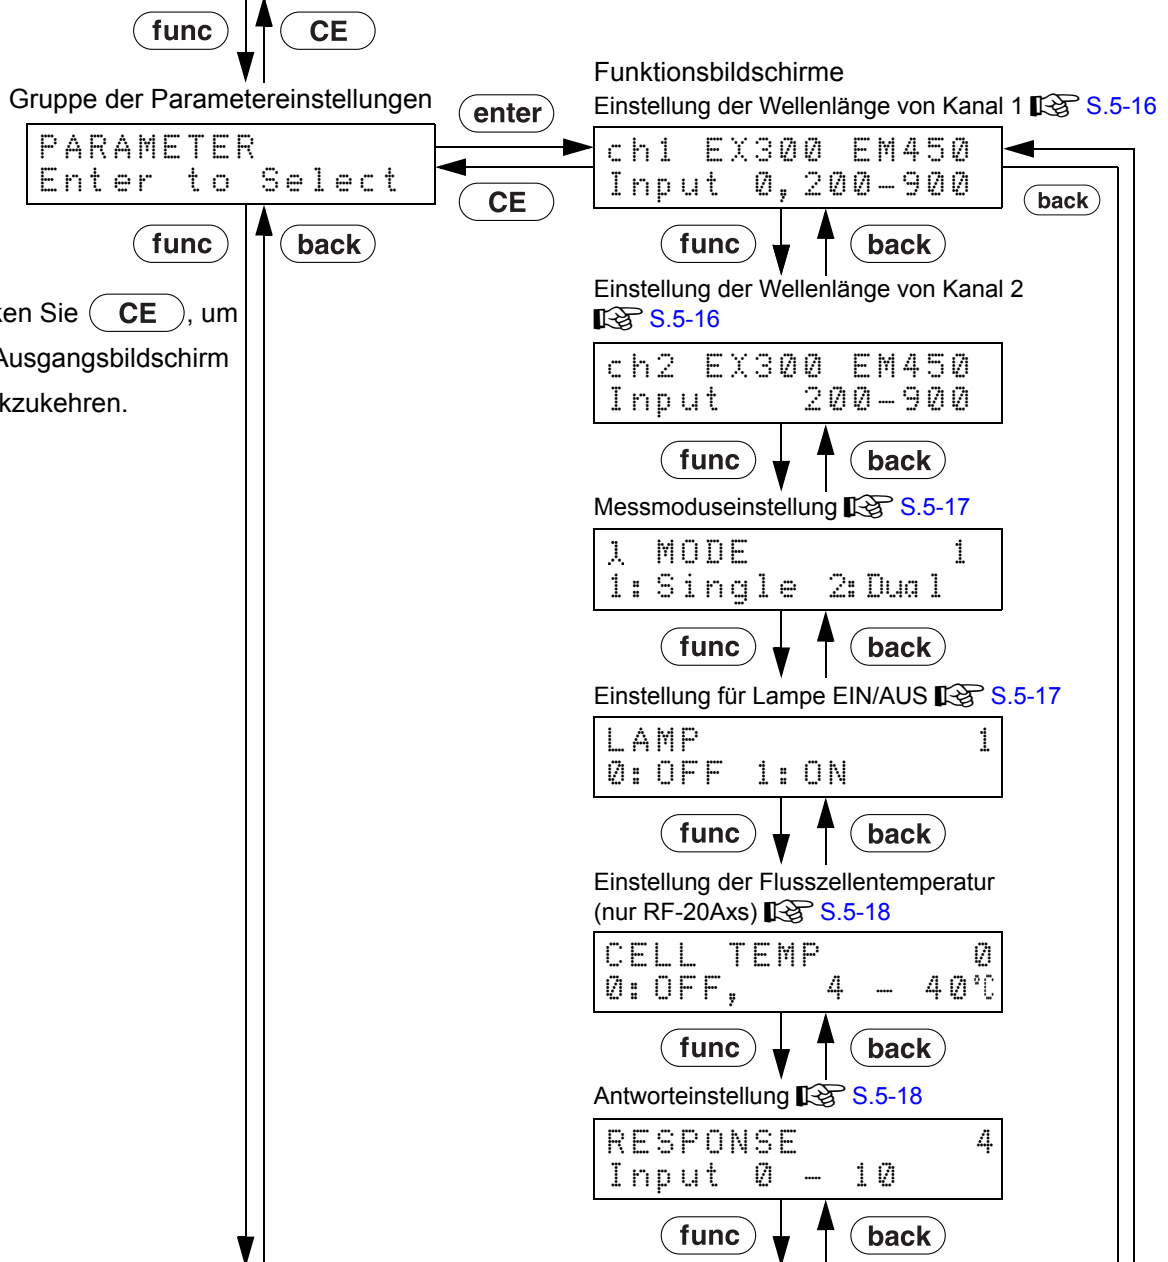 func CE
Gruppe der Parametereinstellungen
PARAMETER
Enter to Select
enter
CE
func back
ken Sie CE, um
Ausgangsbildschirm
kzukehren.
Funktionsbildschirme
Einstellung der Wellenlänge von Kanal 1 S.5-16
ch1 EX300 EM450
Input 0,200-900
back
func back
Einstellung der Wellenlänge von Kanal 2
S.5-16
ch2 EX300 EM450
Input 200-900
func back
Messmoduseinstellung S.5-17
λ MODE 1
1:Single 2:Dual
func back
Einstellung für Lampe EIN/AUS S.5-17
LAMP 1
0:OFF 1:ON
func back
Einstellung der Flusszellentemperatur
(nur RF-20Axs) S.5-18
CELL TEMP 0
0:OFF, 4 - 40°C
func back
Antworteinstellung S.5-18
RESPONSE 4
Input 0 - 10
func back